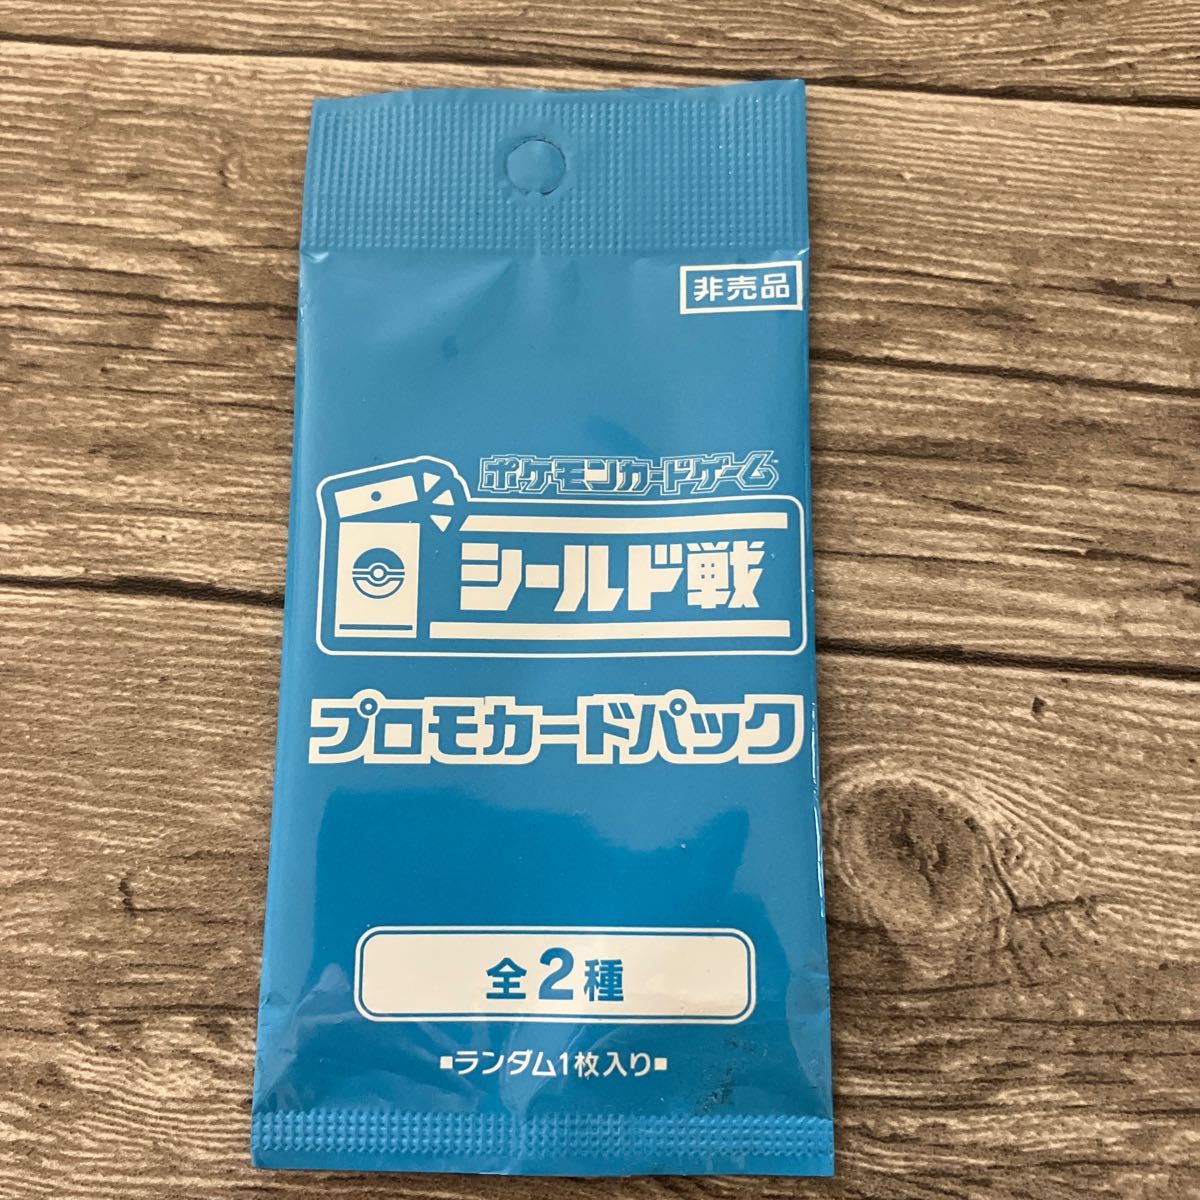 非売品
ポケモンカードゲーム
シールド戦
プロモカードパック
全2種
■ランダム1枚入り■